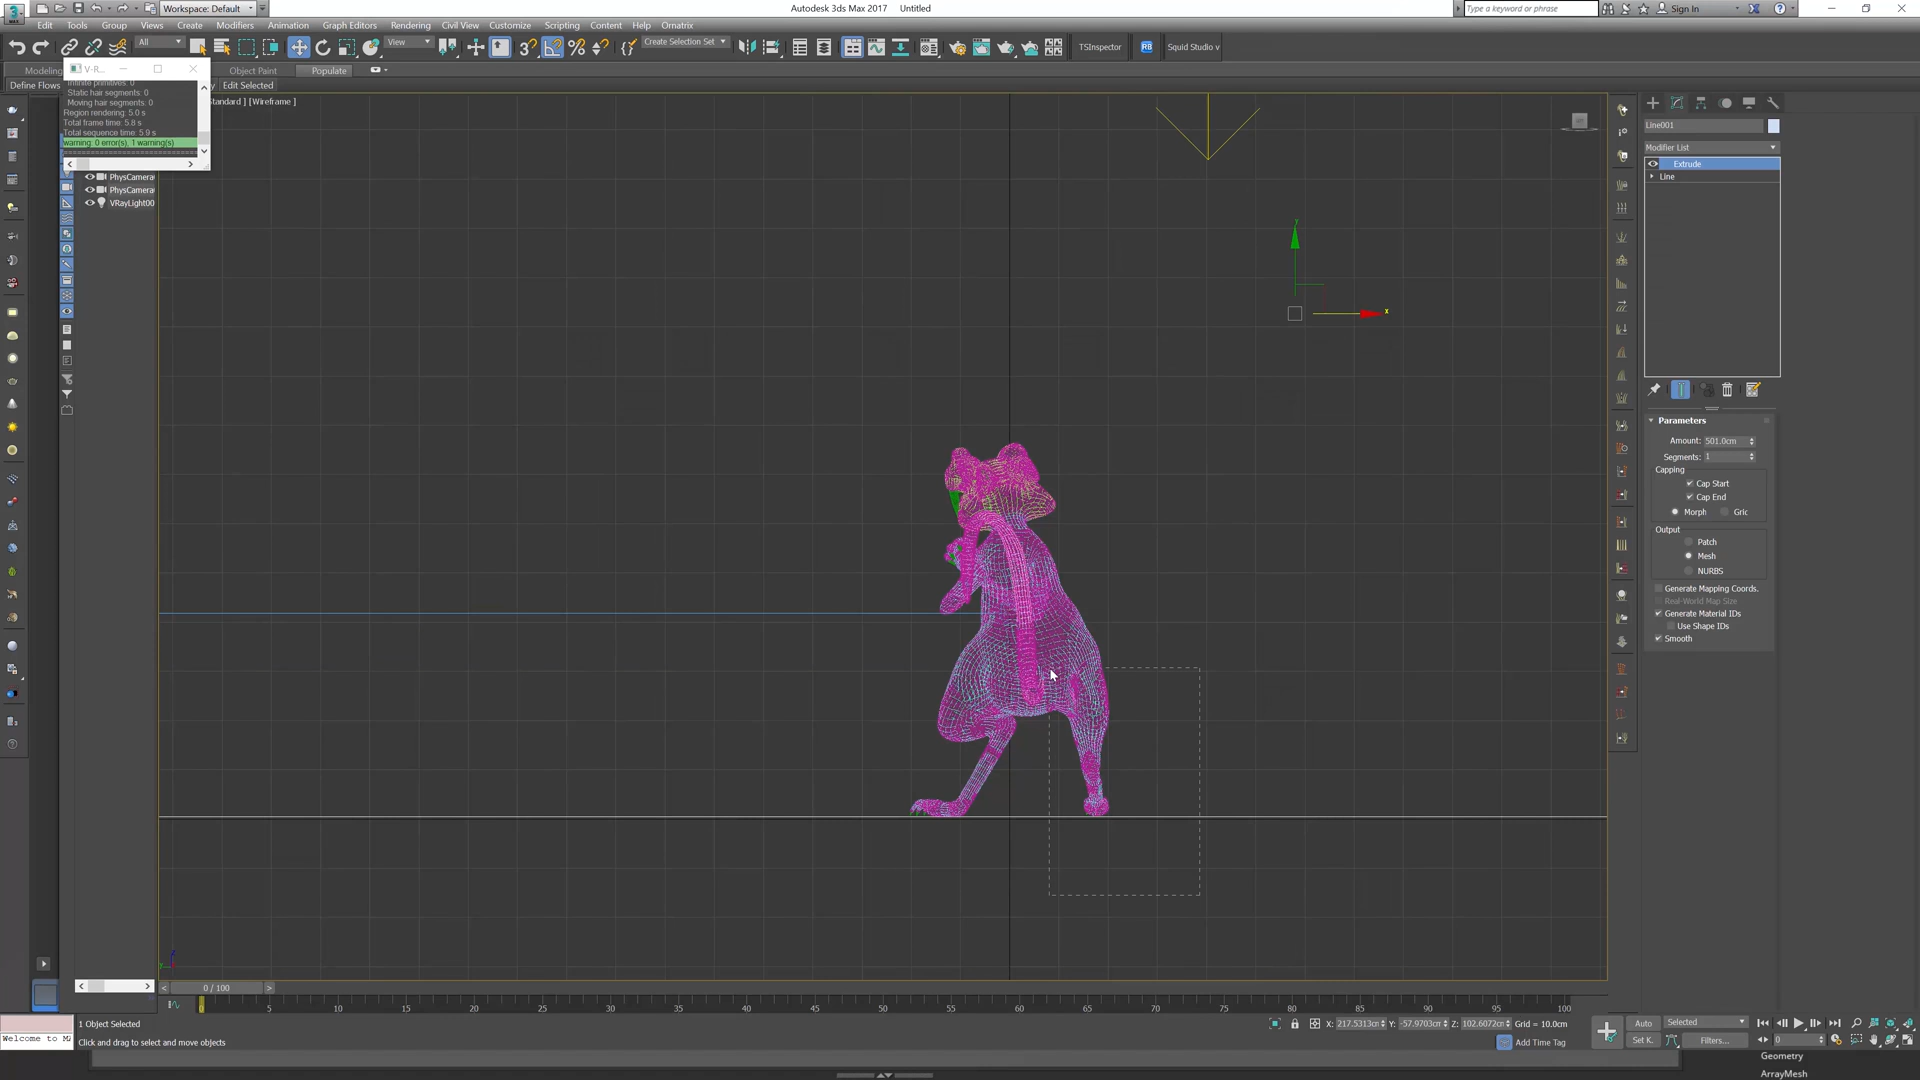 Workspace: Default
Autodesk 3ds Max 2017 Untitled
Type a keyword or phrase
Sign In
Edit Tools Group Views Create Modifiers Animation Graph Editors Rendering Civil View Customize Scripting Content Help Ornatrix
All
View
Create Selection Set
TSInspector
Squid Studio v
Modeling
Object Paint
Populate
Define Flows
Edit Selected
V-R...
Infinite primitives: 0
Static hair segments: 0
Moving hair segments: 0
Region rendering: 5.0 s
Total frame time: 5.8 s
Total sequence time: 5.9 s
warning: 0 error(s), 1 warning(s)
Standard ] [Wireframe ]
PhysCamera
PhysCamera
VRayLight00
y
x
Line001
Modifier List
Extrude
Line
Parameters
Amount: 501.0cm
Segments: 1
Capping
Cap Start
Cap End
Morph
Gric
Output
Patch
Mesh
NURBS
Generate Mapping Coords.
Real-World Map Size
Generate Material IDs
Use Shape IDs
Smooth
0 / 100
0 5 10 15 20 25 30 35 40 45 50 55 60 65 70 75 80 85 90 95 100
1 Object Selected
Click and drag to select and move objects
Welcome to M
X: 217.5313cm Y: -57.9703cm Z: 102.6072cm Grid = 10.0cm
Add Time Tag
Auto
Selected
Set K.
Filters...
0
Geometry
ArrayMesh